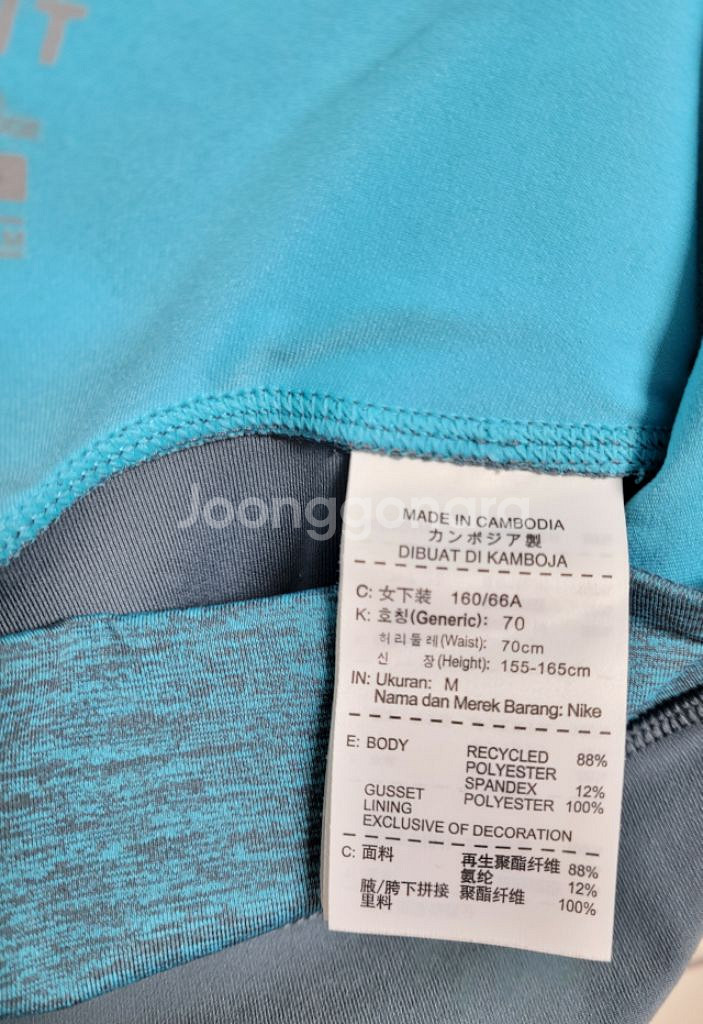 IT
Joonggonara
MADE IN CAMBODIA
カンボジア製
DIBUAT DI KAMBOJA
C: 女下装 160/66A
K: 호칭(Generic): 70
허리둘레(Waist): 70cm
신 장(Height): 155-165cm
IN: Ukuran: M
Nama dan Merek Barang: Nike
E: BODY RECYCLED 88%
POLYESTER
SPANDEX 12%
GUSSET POLYESTER 100%
LINING
EXCLUSIVE OF DECORATION
C: 面料 再生聚酯纤维 88%
氨纶 12%
腋/胯下拼接 聚酯纤维 100%
里料